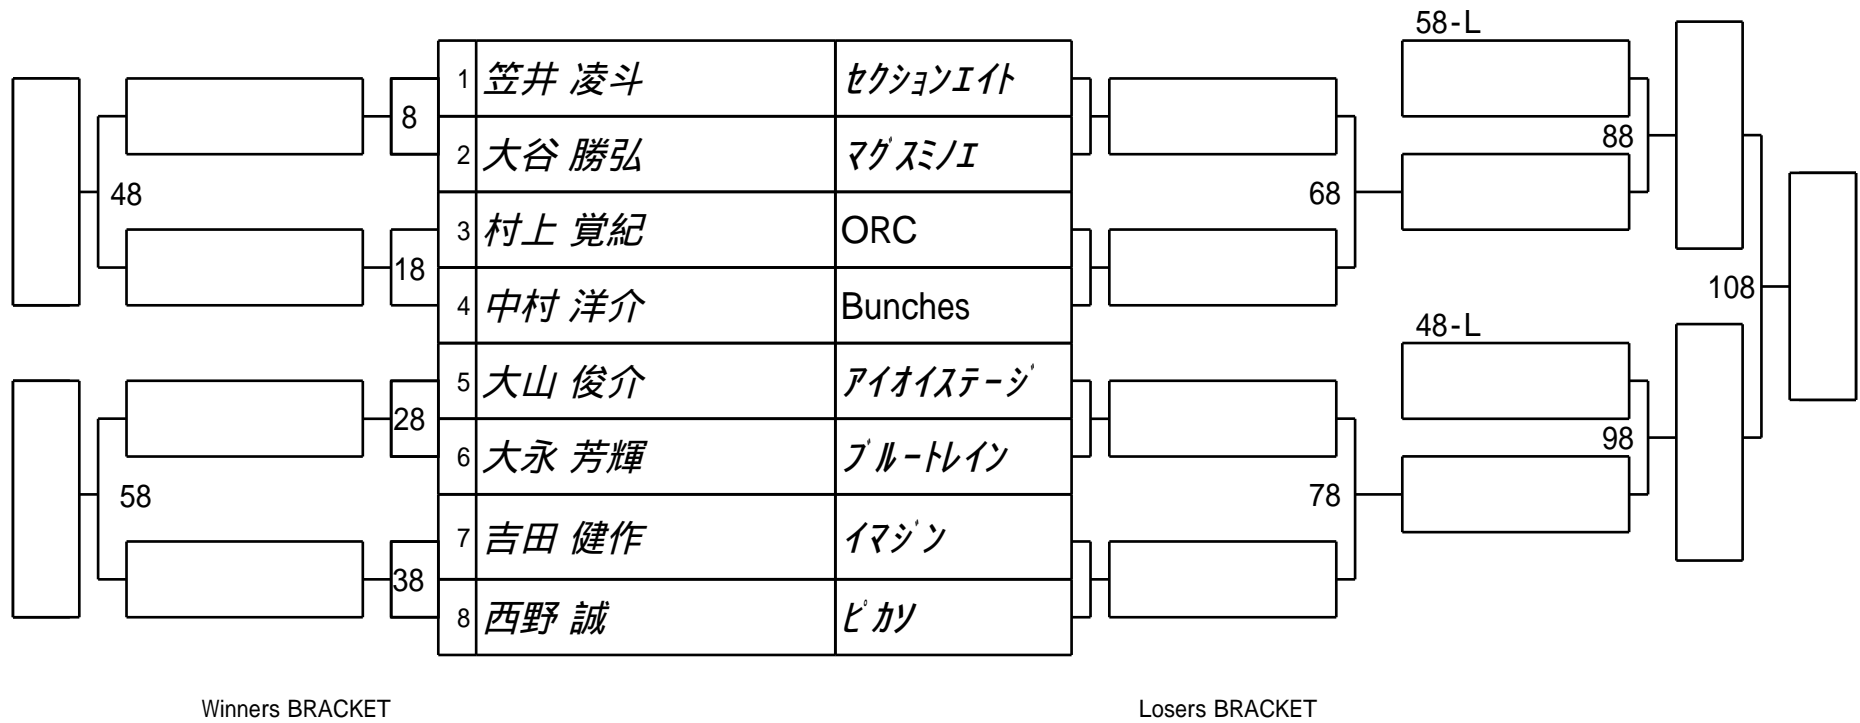 58-L
1 笠井 凌斗 セクションエイト
8
88
2 大谷 勝弘 マグスミノエ
48
68
3 村上 覚紀 ORC
18
108
4 中村 洋介 Bunches
48-L
5 大山 俊介 アイオイステージ
28
98
6 大永 芳輝 ブルートレイン
58
78
7 吉田 健作 イマジン
38
8 西野 誠 ピカソ
Winners BRACKET
Losers BRACKET